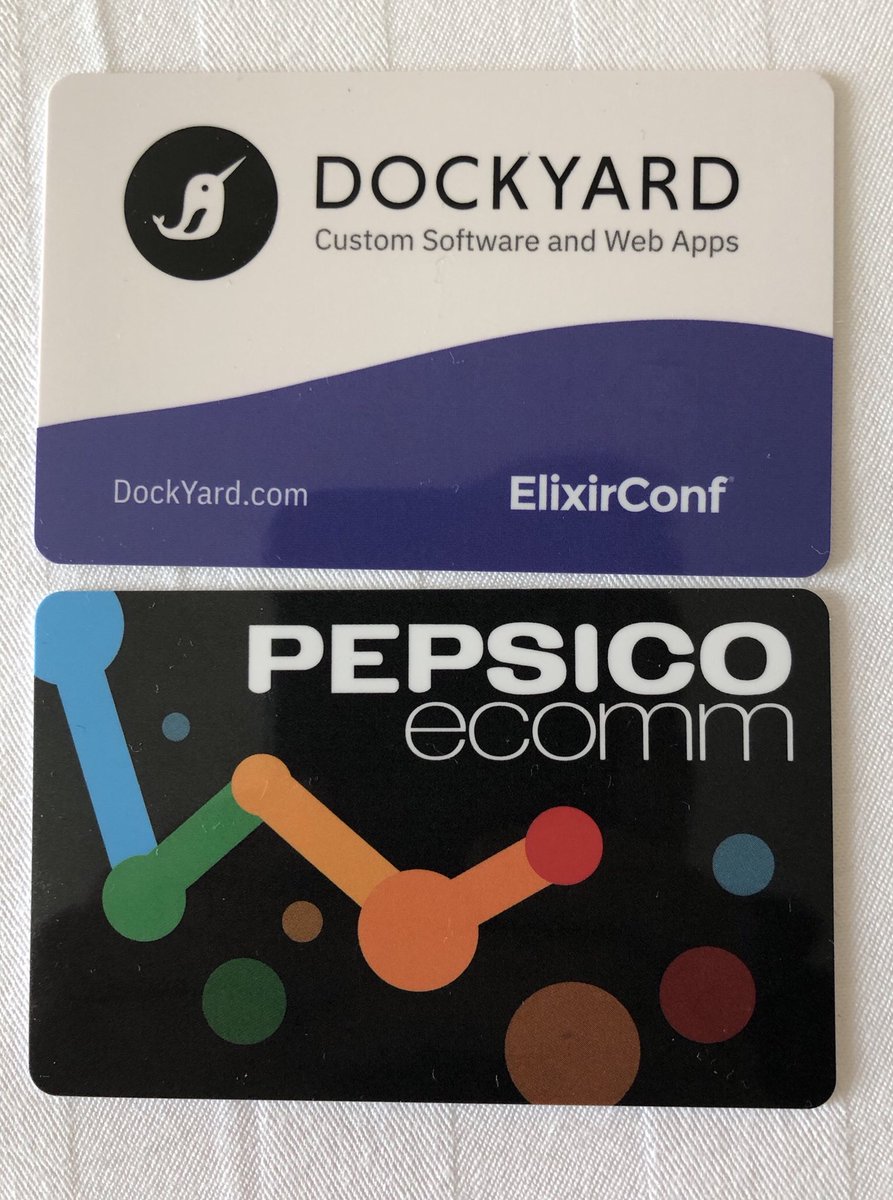 DOCKYARD
Custom Software and Web Apps
DockYard.com
ElixirConf
PEPSICO
ecomm